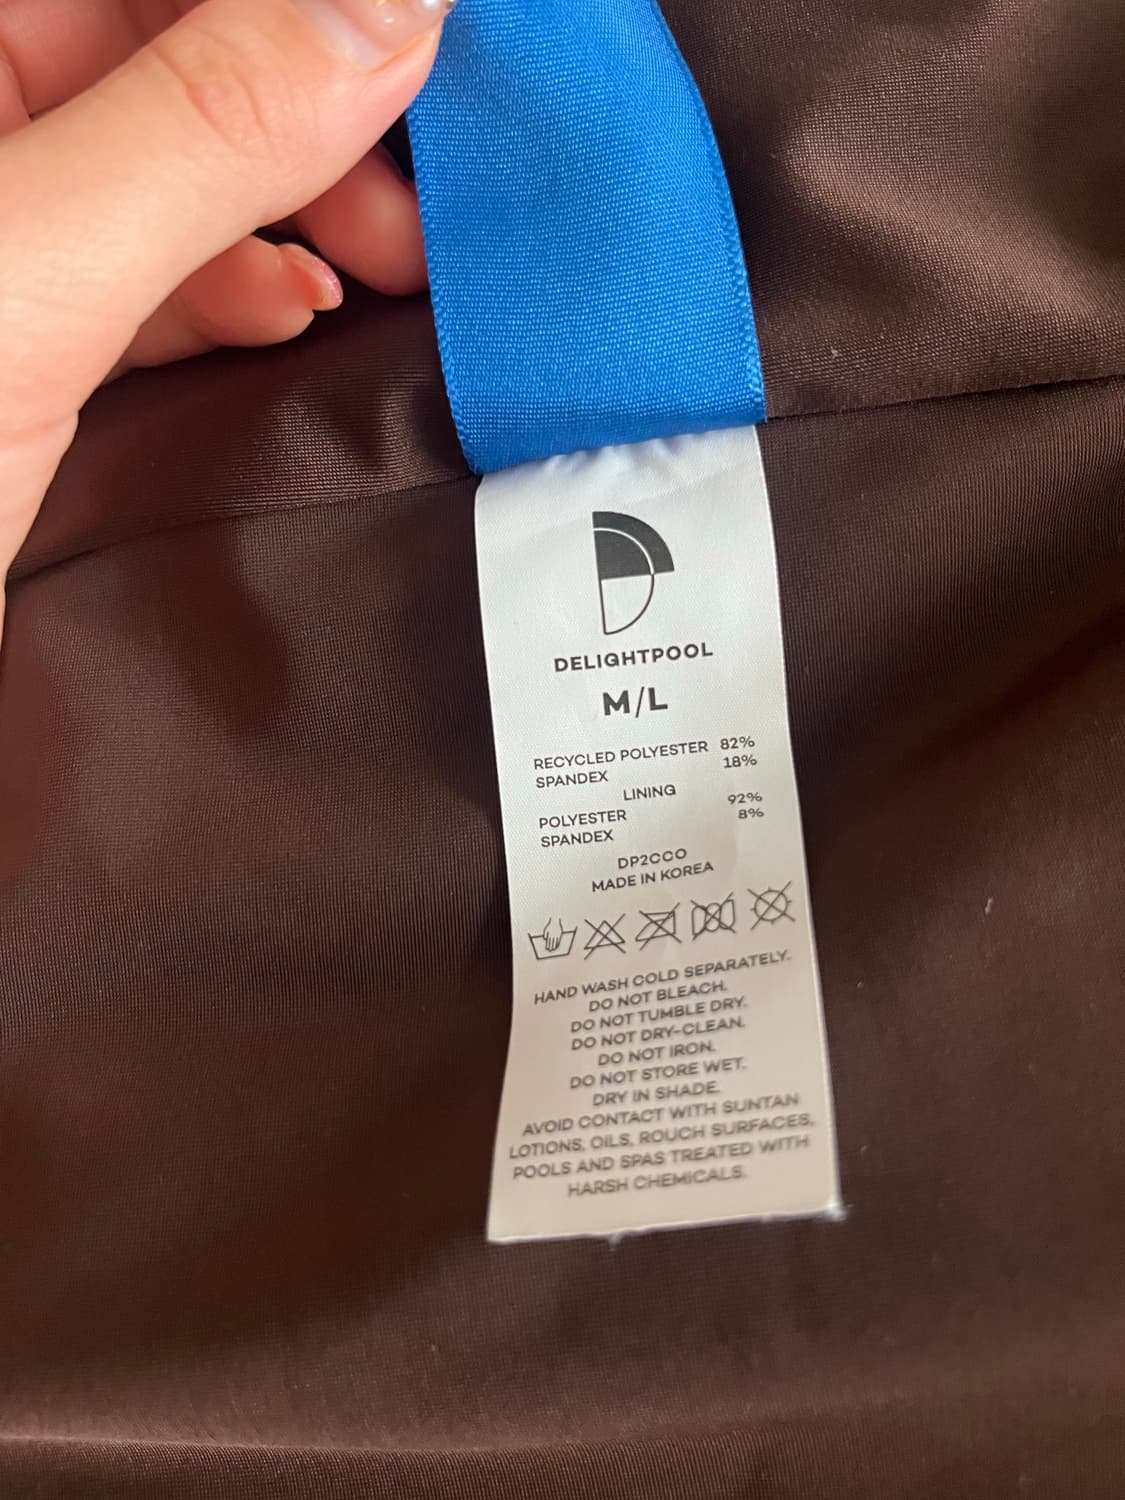 DELIGHTPOOL
M/L
RECYCLED POLYESTER 82%
SPANDEX 18%
LINING
POLYESTER 92%
SPANDEX 8%
DP2CCO
MADE IN KOREA
HAND WASH COLD SEPARATELY.
DO NOT BLEACH.
DO NOT TUMBLE DRY.
DO NOT DRY-CLEAN.
DO NOT IRON.
DO NOT STORE WET.
DRY IN SHADE.
AVOID CONTACT WITH SUNTAN
LOTIONS, OILS, ROUGH SURFACES,
POOLS AND SPAS TREATED WITH
HARSH CHEMICALS.